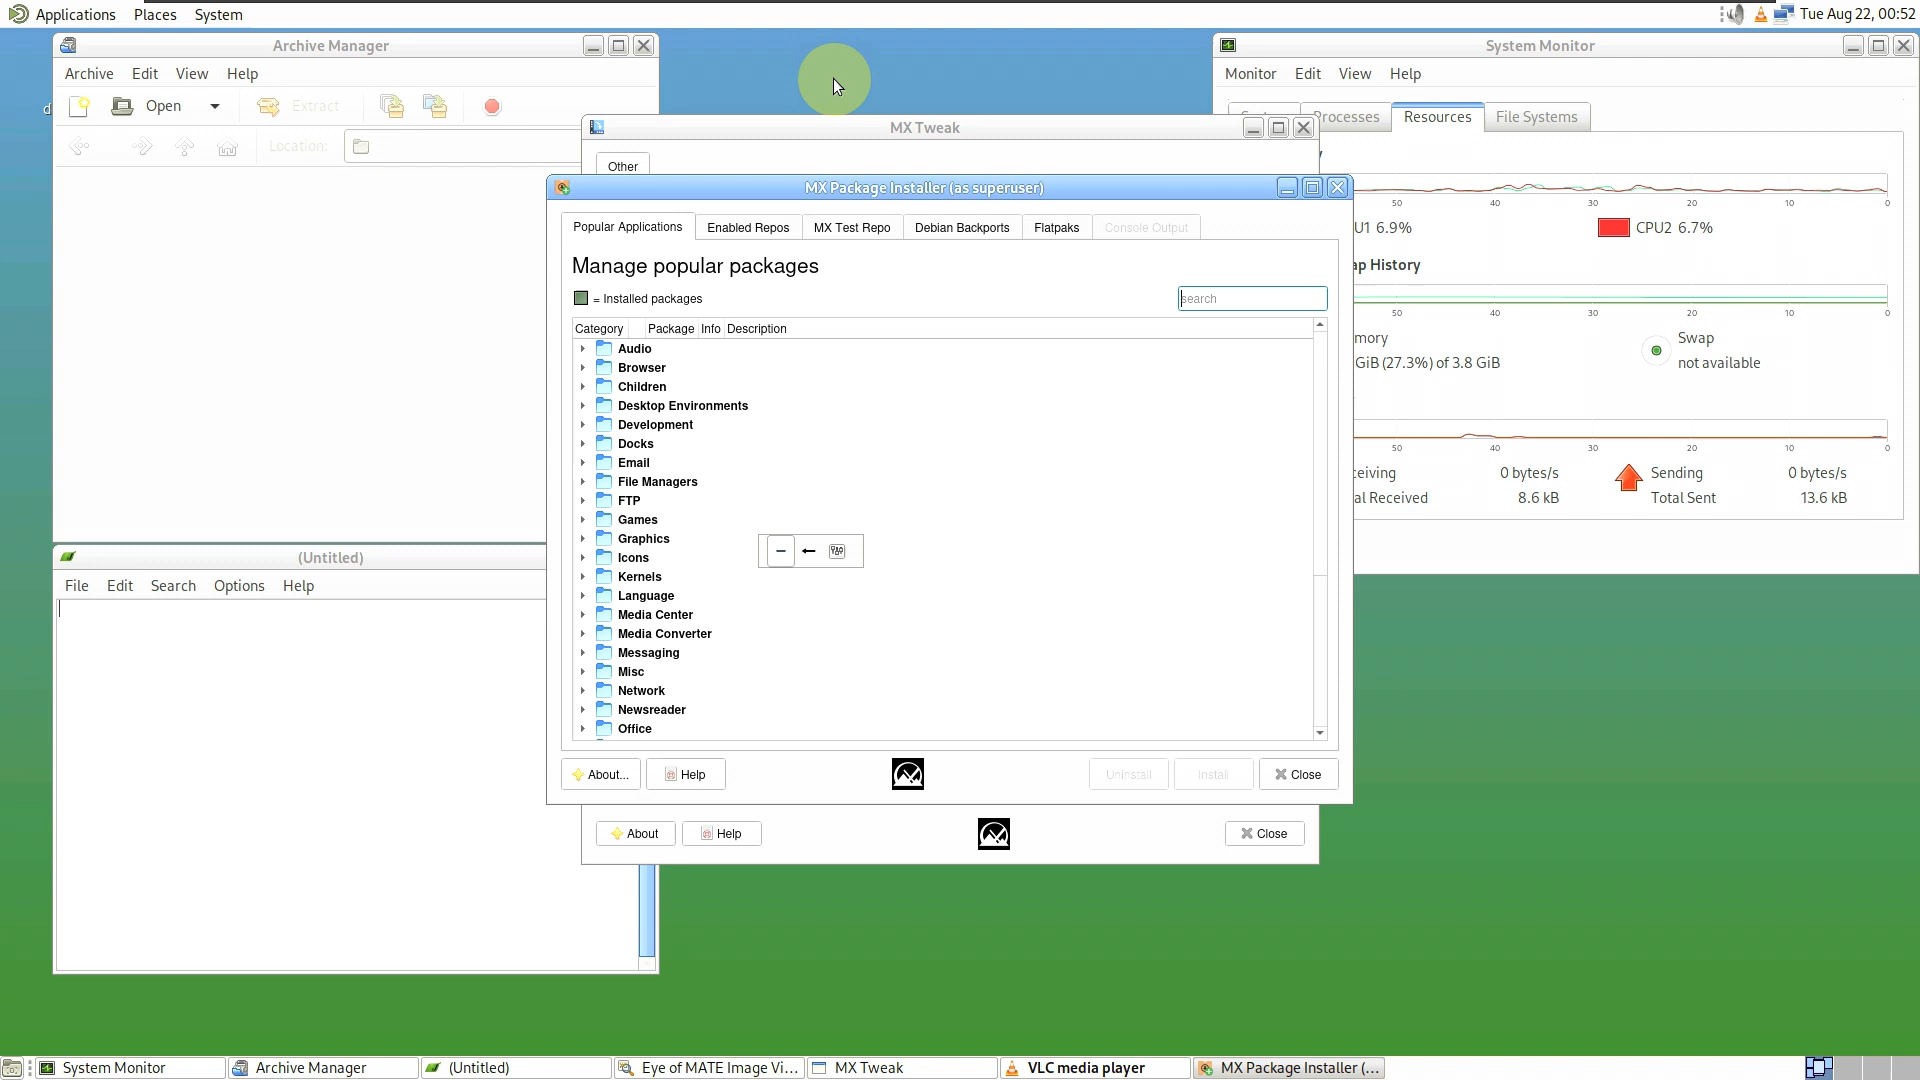 Applications Places System
Tue Aug 22, 00:52
Archive Manager
Archive Edit View Help
Open Extract
Location:
System Monitor
Monitor Edit View Help
Processes Resources File Systems
MX Tweak
Other
MX Package Installer (as superuser)
Popular Applications Enabled Repos MX Test Repo Debian Backports Flatpaks Console Output
Manage popular packages
= Installed packages
search
Category Package Info Description
Audio
Browser
Children
Desktop Environments
Development
Docks
Email
File Managers
FTP
Games
Graphics
Icons
Kernels
Language
Media Center
Media Converter
Messaging
Misc
Network
Newsreader
Office
About... Help Uninstall Install Close
About Help Close
50 40 30 20 10 0
U1 6.9% CPU2 6.7%
ap History
50 40 30 20 10 0
mory Swap
GiB (27.3%) of 3.8 GiB not available
50 40 30 20 10 0
ceiving 0 bytes/s Sending 0 bytes/s
al Received 8.6 kB Total Sent 13.6 kB
(Untitled)
File Edit Search Options Help
System Monitor Archive Manager (Untitled) Eye of MATE Image Vi... MX Tweak VLC media player MX Package Installer (...